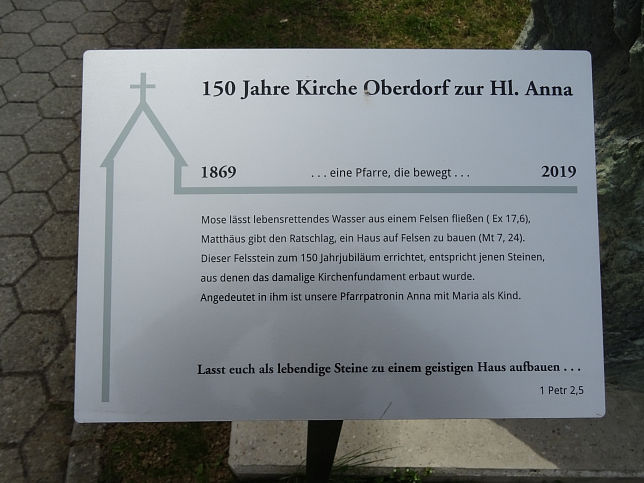 150 Jahre Kirche Oberdorf zur Hl. Anna
1869 . . . eine Pfarre, die bewegt . . . 2019
Mose lässt lebensrettendes Wasser aus einem Felsen fließen ( Ex 17,6),
Matthäus gibt den Ratschlag, ein Haus auf Felsen zu bauen (Mt 7, 24).
Dieser Felsstein zum 150 Jahrjubiläum errichtet, entspricht jenen Steinen,
aus denen das damalige Kirchenfundament erbaut wurde.
Angedeutet in ihm ist unsere Pfarrpatronin Anna mit Maria als Kind.
Lasst euch als lebendige Steine zu einem geistigen Haus aufbauen . . .
1 Petr 2,5